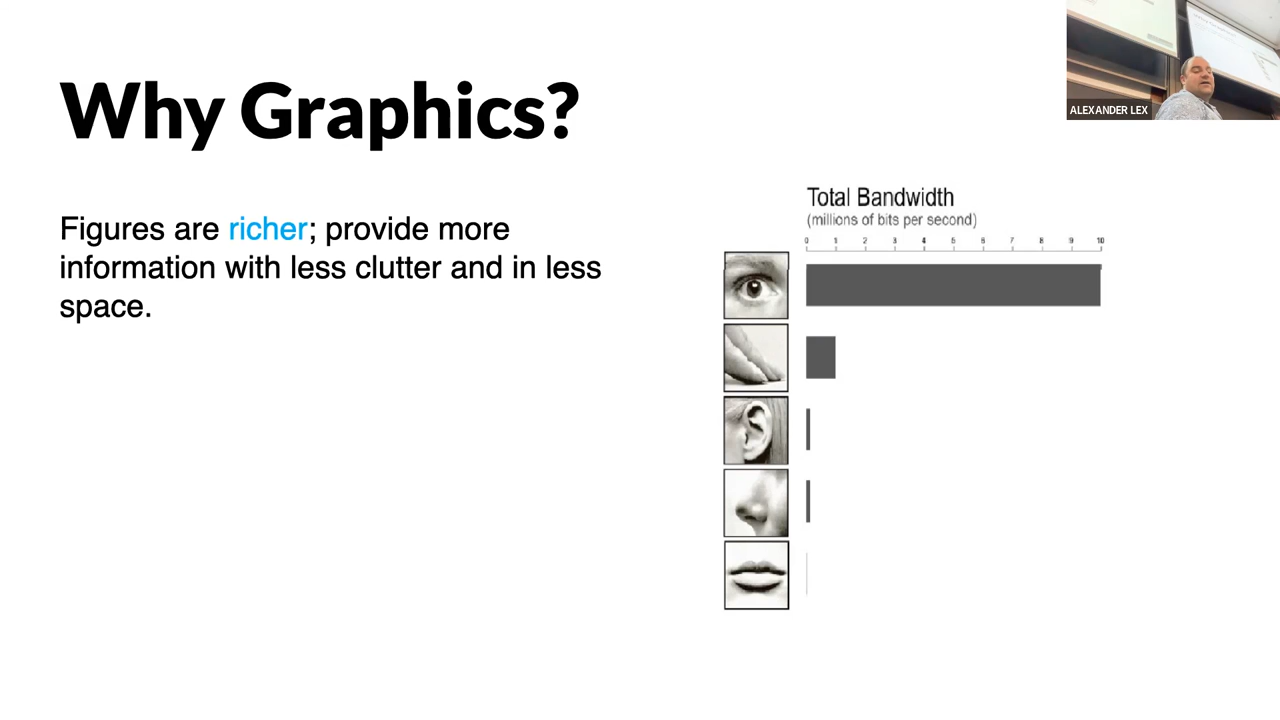 Why Graphics?
ALEXANDER LEX
Figures are richer; provide more
information with less clutter and in less
space.
Total Bandwidth
(millions of bits per second)
0 1 2 3 4 5 6 7 8 9 10